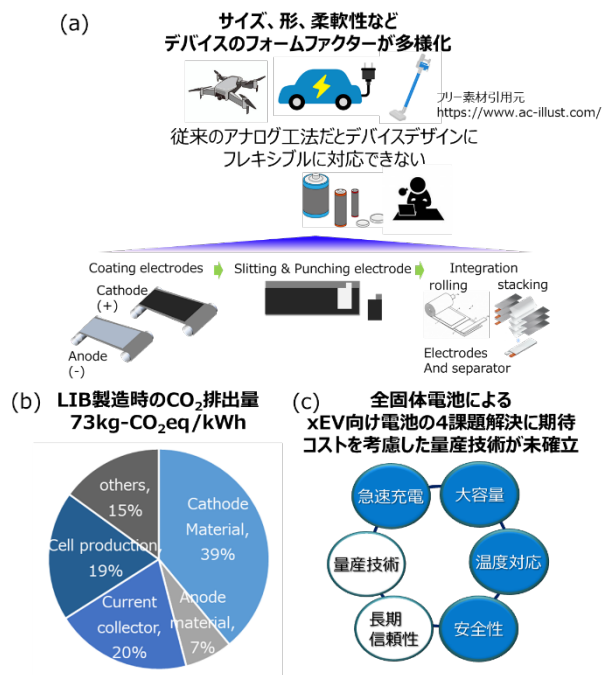 (a)
サイズ、形、柔軟性など
デバイスのフォームファクターが多様化
フリー素材引用元
https://www.ac-illust.com/
従来のアナログ工法だとデバイスデザインに
フレキシブルに対応できない
Coating electrodes
Slitting & Punching electrode
Integration
Cathode
(+)
Anode
(-)
rolling
stacking
Electrodes
And separator
(b)
LIB製造時のCO₂排出量
73kg-CO₂eq/kWh
others,
15%
Cathode
Material,
39%
Cell production,
19%
Current
collector,
20%
Anode
material,
7%
(c)
全固体電池による
xEV向け電池の4課題解決に期待
コストを考慮した量産技術が未確立
急速充電
大容量
量産技術
温度対応
長期
信頼性
安全性